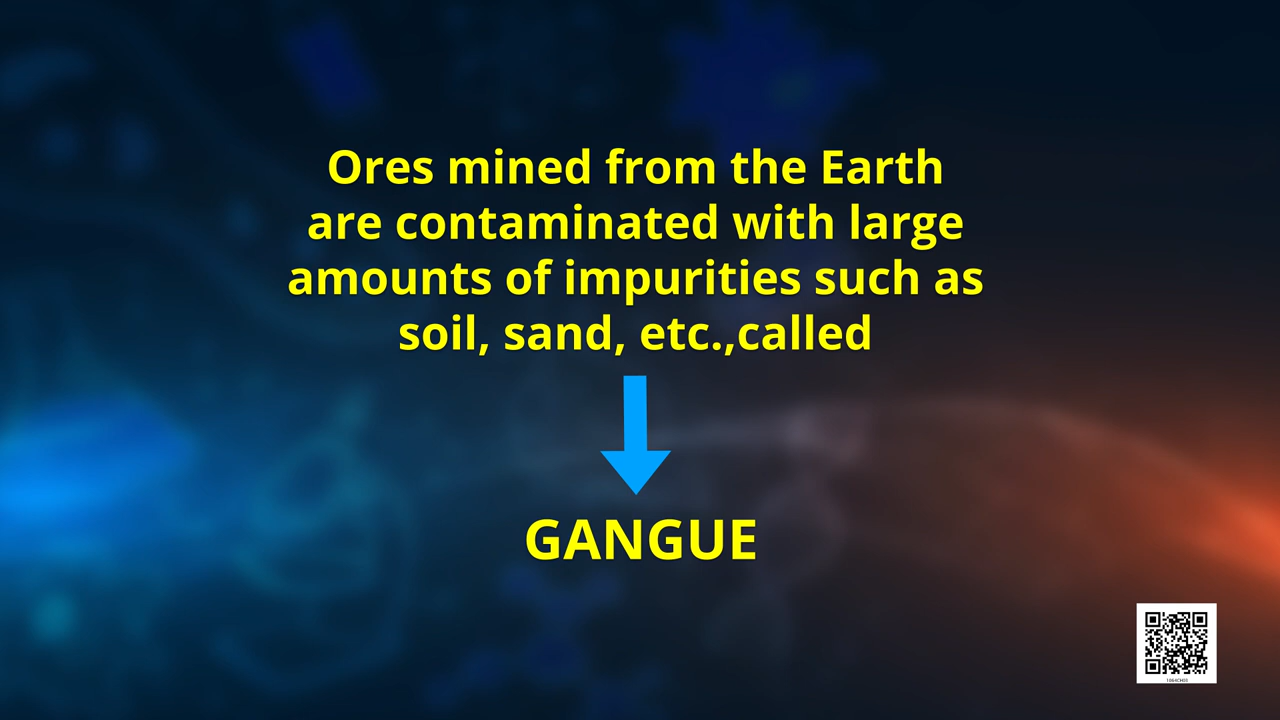 Ores mined from the Earth
are contaminated with large
amounts of impurities such as
soil, sand, etc.,called
GANGUE